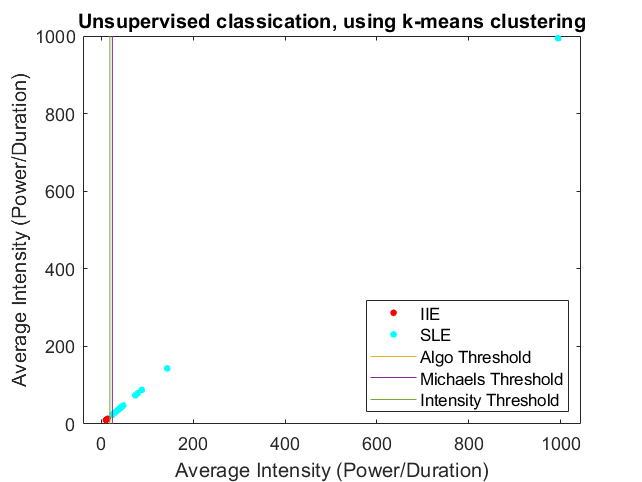 Unsupervised classication, using k-means clustering
1000
800
600
400
200
0
Average Intensity (Power/Duration)
IIE
SLE
Algo Threshold
Michaels Threshold
Intensity Threshold
0 200 400 600 800 1000
Average Intensity (Power/Duration)